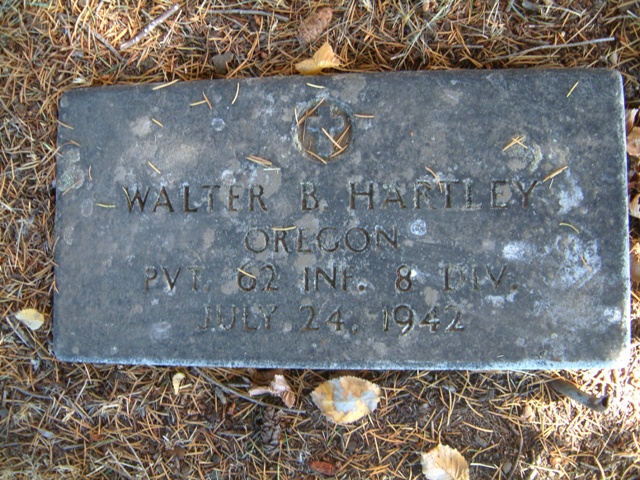 WALTER B. HARTLEY
OREGON
PVT. 62 INF. 8 DIV.
JULY 24, 1942